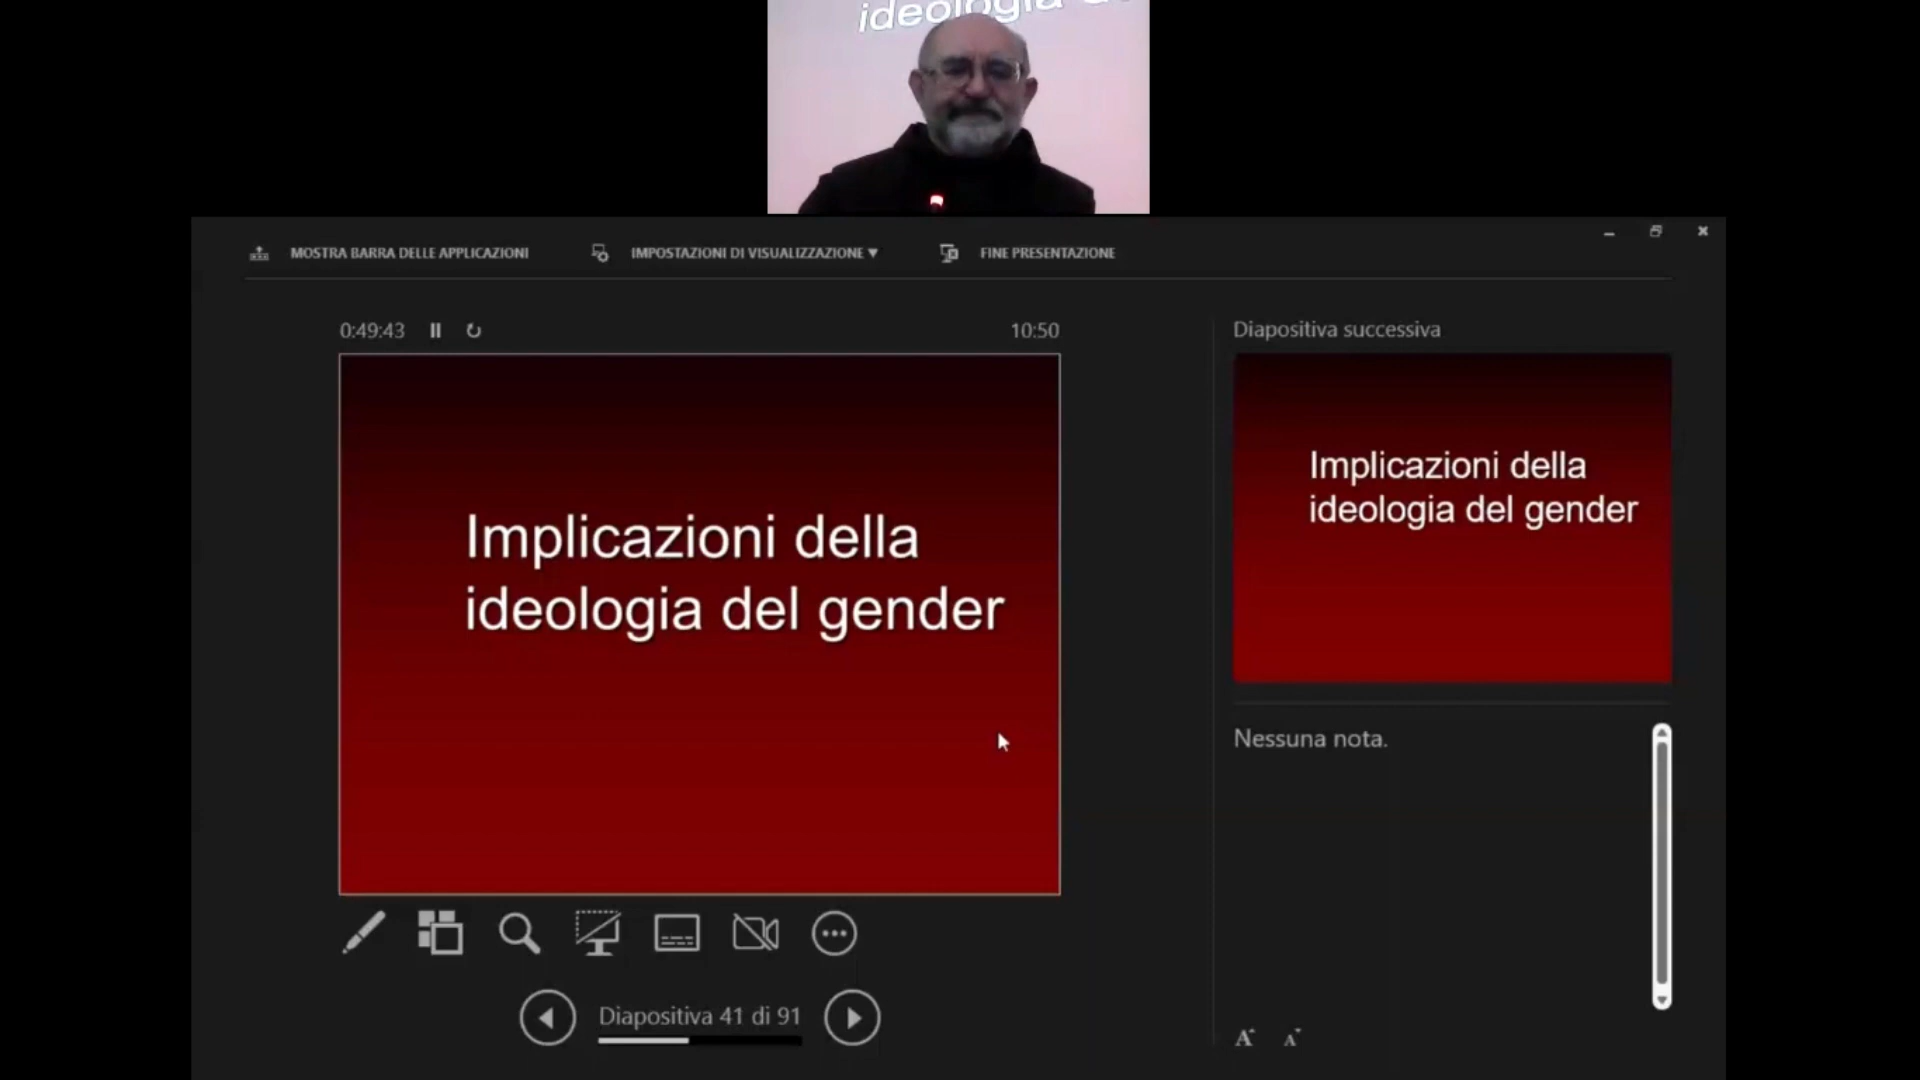 ideologia d
MOSTRA BARRA DELLE APPLICAZIONI
IMPOSTAZIONI DI VISUALIZZAZIONE ▼
FINE PRESENTAZIONE
0:49:43
10:50
Implicazioni della
ideologia del gender
Diapositiva successiva
Implicazioni della
ideologia del gender
Nessuna nota.
Diapositiva 41 di 91
A A